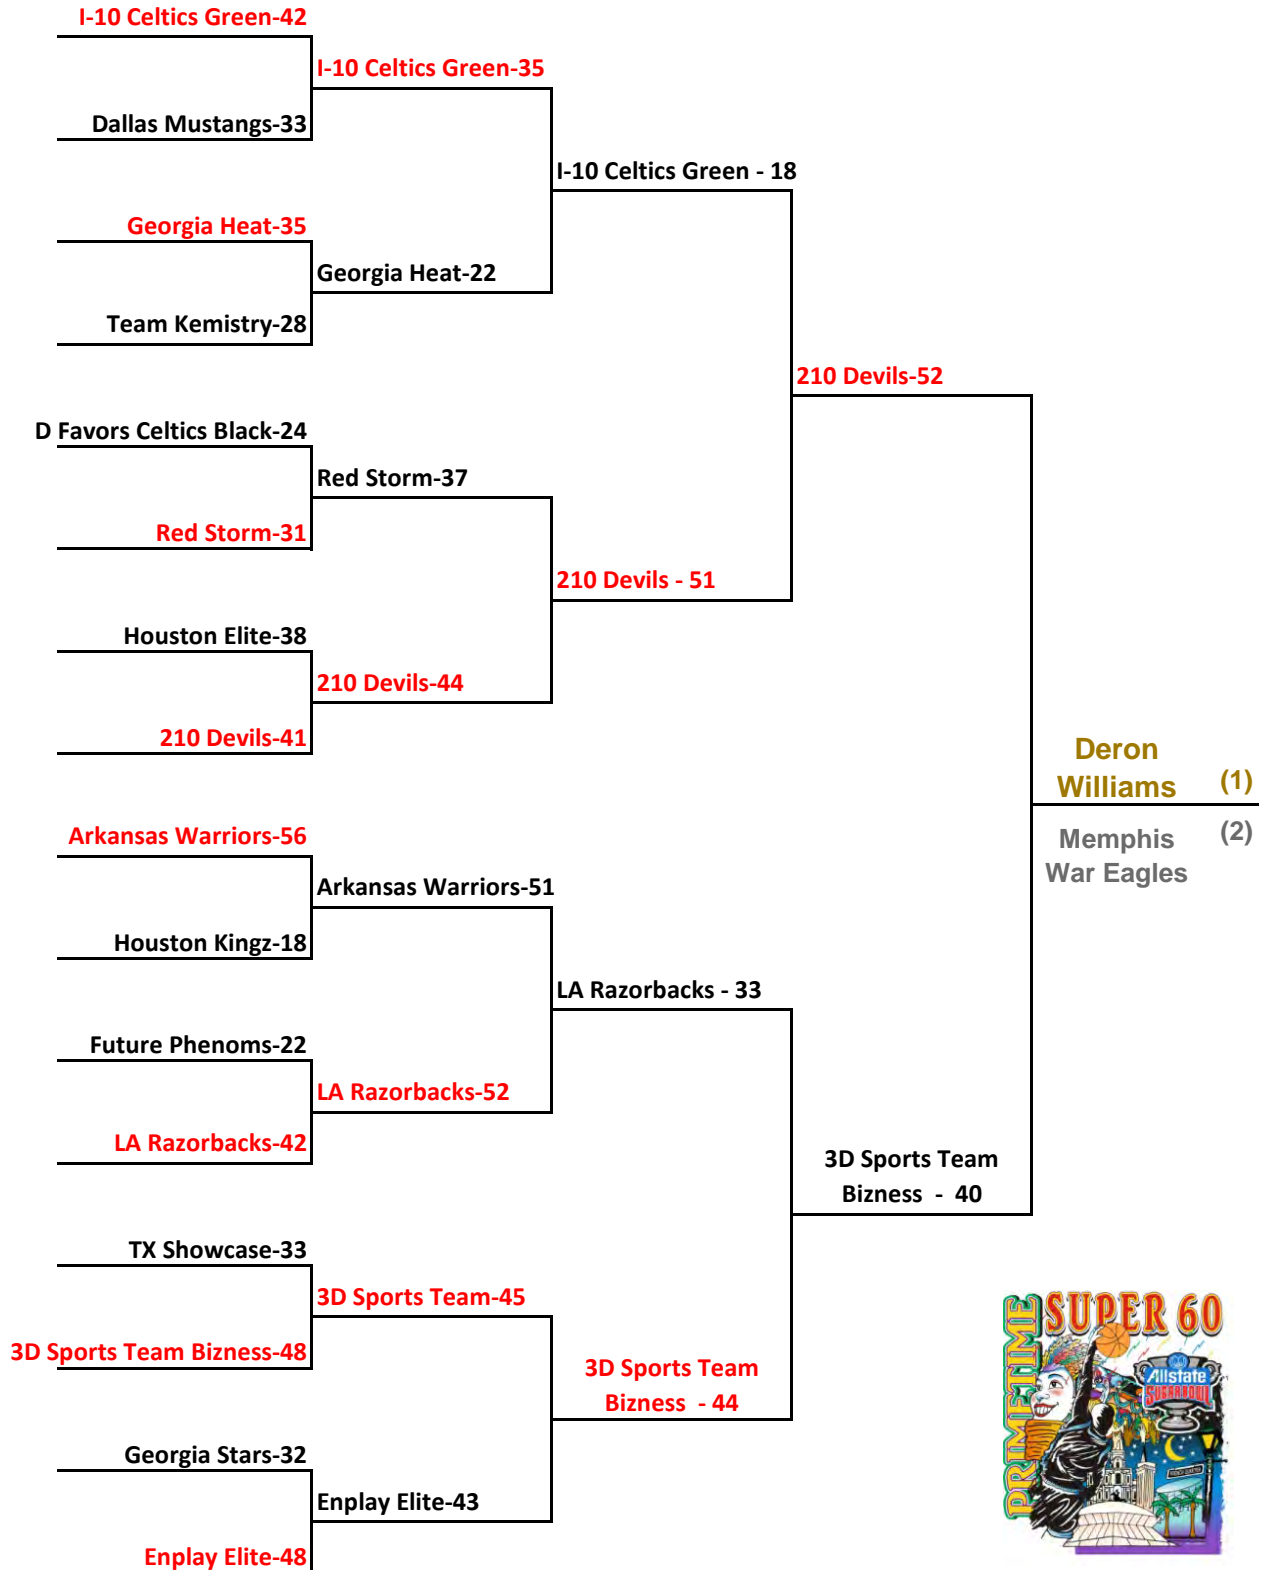 I-10 Celtics Green-42
I-10 Celtics Green-35
Dallas Mustangs-33
I-10 Celtics Green - 18
Georgia Heat-35
Georgia Heat-22
Team Kemistry-28
210 Devils-52
D Favors Celtics Black-24
Red Storm-37
Red Storm-31
210 Devils - 51
Houston Elite-38
210 Devils-44
210 Devils-41
Deron
Williams
(1)
Memphis
War Eagles
(2)
Arkansas Warriors-56
Arkansas Warriors-51
Houston Kingz-18
LA Razorbacks - 33
Future Phenoms-22
LA Razorbacks-52
LA Razorbacks-42
3D Sports Team
Bizness - 40
TX Showcase-33
3D Sports Team-45
3D Sports Team Bizness-48
3D Sports Team
Bizness - 44
Georgia Stars-32
Enplay Elite-43
Enplay Elite-48
PRIMETIME
SUPER 60
Allstate
SUGAR BOWL
FRENCH QUARTER